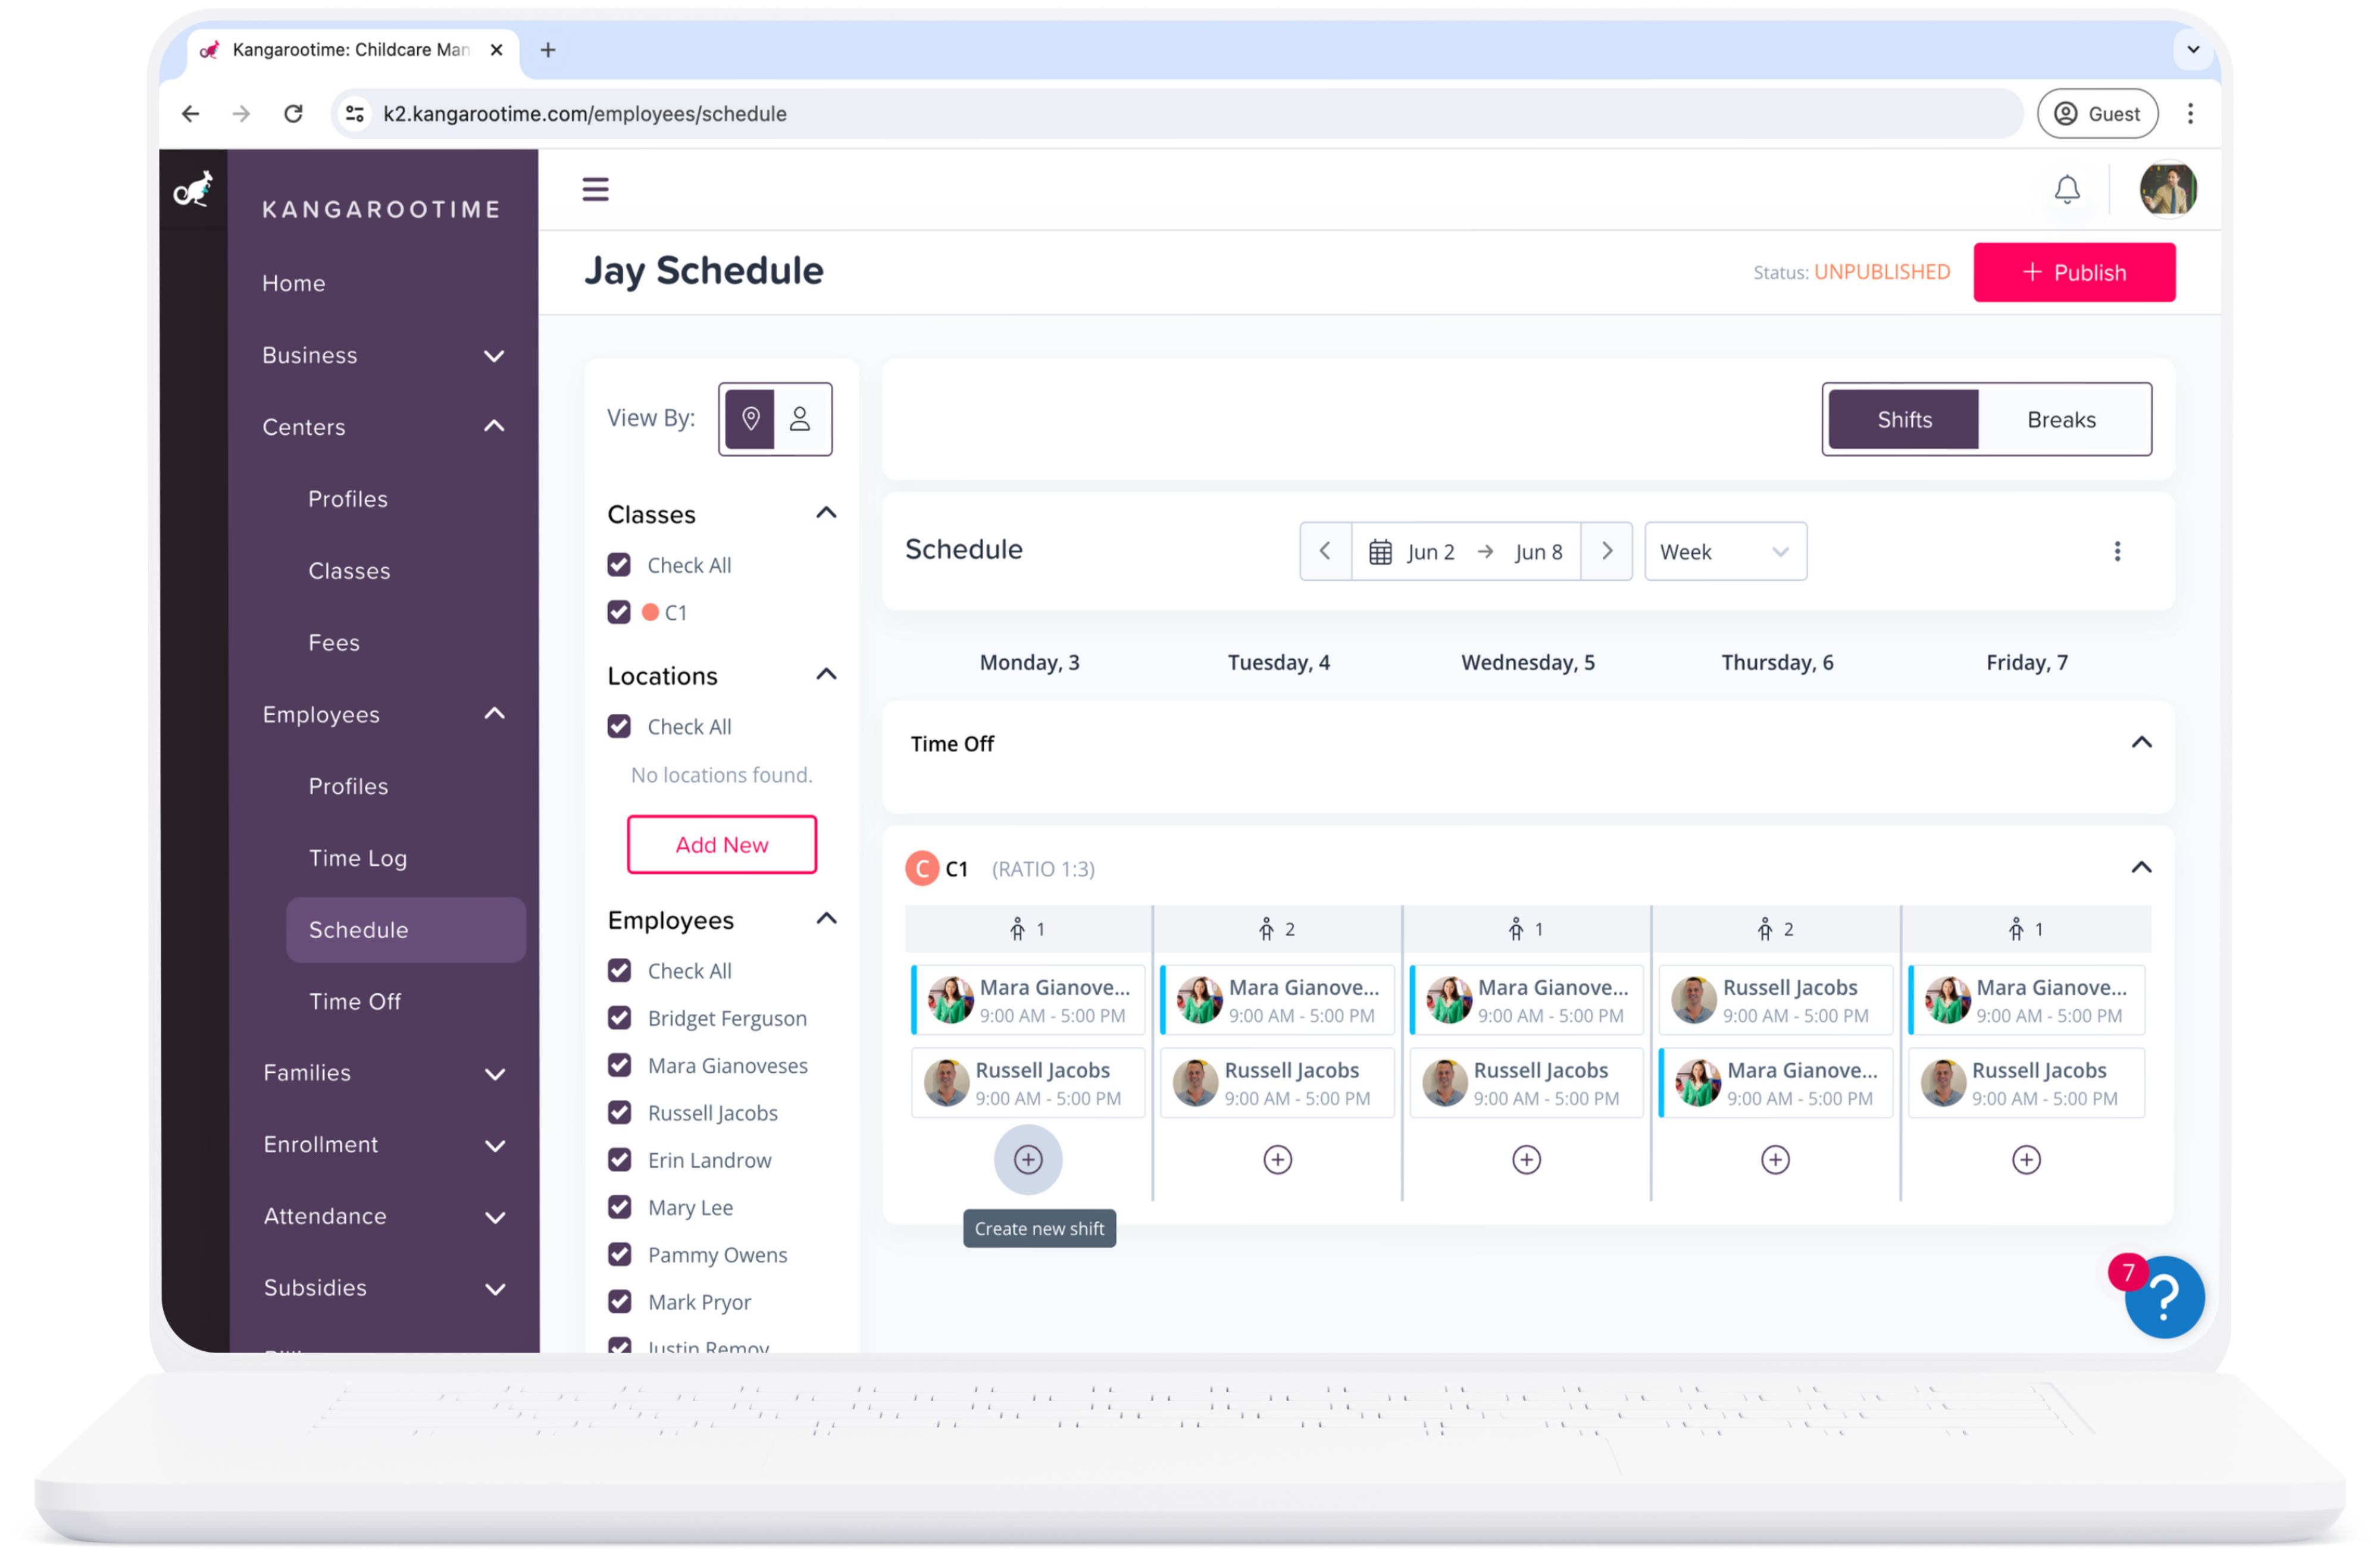 Kangarootime: Childcare Man
k2.kangarootime.com/employees/schedule
Guest
KANGAROOTIME
Home
Business
Centers
Profiles
Classes
Fees
Employees
Profiles
Time Log
Schedule
Time Off
Families
Enrollment
Attendance
Subsidies
Jay Schedule
Status: UNPUBLISHED
+ Publish
View By:
Classes
Check All
C1
Locations
Check All
No locations found.
Add New
Employees
Check All
Bridget Ferguson
Mara Gianoveses
Russell Jacobs
Erin Landrow
Mary Lee
Pammy Owens
Mark Pryor
Justin Remoy
Shifts
Breaks
Schedule
Jun 2 → Jun 8
Week
Monday, 3
Tuesday, 4
Wednesday, 5
Thursday, 6
Friday, 7
Time Off
C C1 (RATIO 1:3)
1
2
1
2
1
Mara Gianove...
9:00 AM - 5:00 PM
Mara Gianove...
9:00 AM - 5:00 PM
Mara Gianove...
9:00 AM - 5:00 PM
Russell Jacobs
9:00 AM - 5:00 PM
Mara Gianove...
9:00 AM - 5:00 PM
Russell Jacobs
9:00 AM - 5:00 PM
Russell Jacobs
9:00 AM - 5:00 PM
Russell Jacobs
9:00 AM - 5:00 PM
Mara Gianove...
9:00 AM - 5:00 PM
Russell Jacobs
9:00 AM - 5:00 PM
Create new shift
7
?